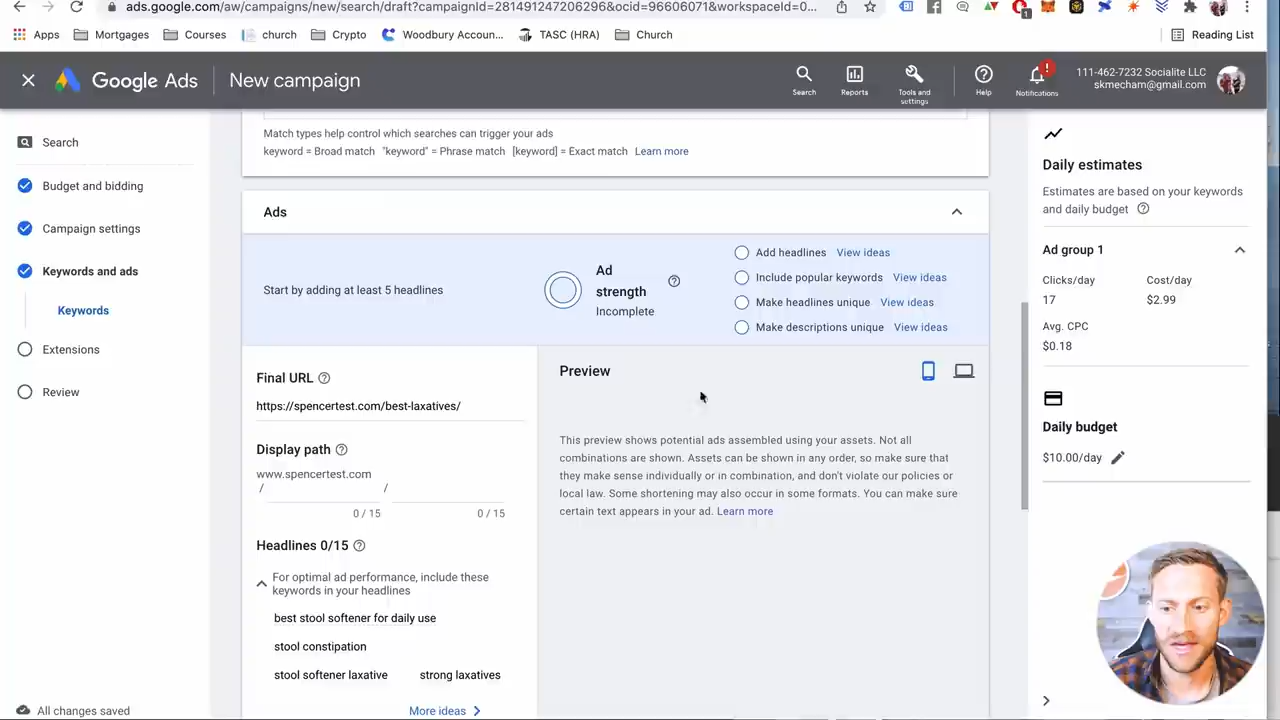 ads.google.com/aw/campaigns/new/search/draft?campaignId=281491247206296&ocid=96606071&workspaceId=0...
Apps
Mortgages
Courses
church
Crypto
Woodbury Accoun...
TASC (HRA)
Church
Reading List
Google Ads
New campaign
Search
Reports
Tools and
settings
Help
Notifications
111-462-7232 Socialite LLC
skmecham@gmail.com
Search
Budget and bidding
Campaign settings
Keywords and ads
Keywords
Extensions
Review
All changes saved
Match types help control which searches can trigger your ads
keyword = Broad match "keyword" = Phrase match [keyword] = Exact match Learn more
Ads
Start by adding at least 5 headlines
Ad
strength
Incomplete
Add headlines View ideas
Include popular keywords View ideas
Make headlines unique View ideas
Make descriptions unique View ideas
Final URL
https://spencertest.com/best-laxatives/
Display path
www.spencertest.com
/ /
0 / 15 0 / 15
Headlines 0/15
For optimal ad performance, include these
keywords in your headlines
best stool softener for daily use
stool constipation
stool softener laxative strong laxatives
More ideas
Preview
This preview shows potential ads assembled using your assets. Not all
combinations are shown. Assets can be shown in any order, so make sure that
they make sense individually or in combination, and don't violate our policies or
local law. Some shortening may also occur in some formats. You can make sure
certain text appears in your ad. Learn more
Daily estimates
Estimates are based on your keywords
and daily budget
Ad group 1
Clicks/day Cost/day
17 $2.99
Avg. CPC
$0.18
Daily budget
$10.00/day